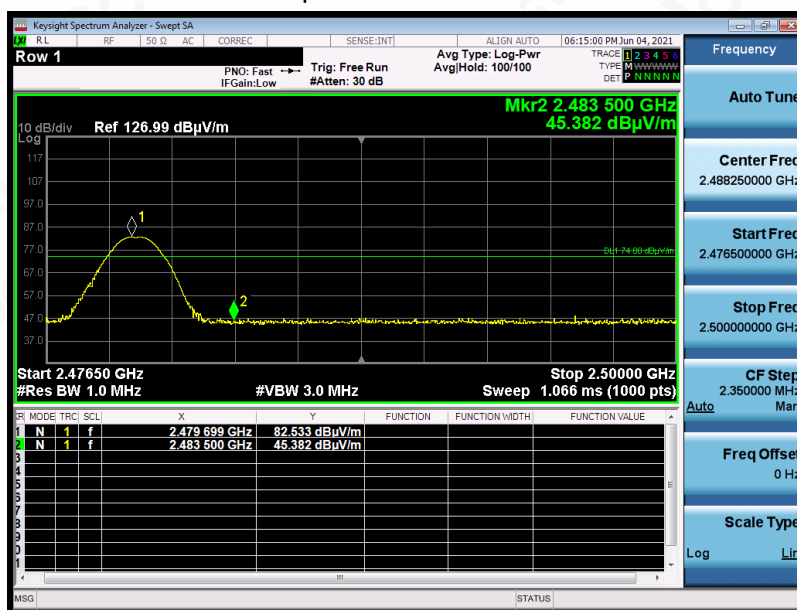 Keysight Spectrum Analyzer - Swept SA
LXI RL RF 50 Ω AC CORREC SENSE:INT ALIGN AUTO 06:15:00 PM Jun 04, 2021
Row 1
PNO: Fast
IFGain:Low
Trig: Free Run
#Atten: 30 dB
Avg Type: Log-Pwr
Avg|Hold: 100/100
TRACE 1 2 3 4 5 6
TYPE M WWWWW
DET P N N N N N
Mkr2 2.483 500 GHz
45.382 dBµV/m
10 dB/div Ref 126.99 dBµV/m
Log
117
107
97.0
87.0
77.0
67.0
57.0
47.0
37.0
1
2
DL1 74.00 dBµV/m
Start 2.47650 GHz Stop 2.50000 GHz
#Res BW 1.0 MHz #VBW 3.0 MHz Sweep 1.066 ms (1000 pts)
KR MODE TRC SCL X Y FUNCTION FUNCTION WIDTH FUNCTION VALUE
1 N 1 f 2.479 699 GHz 82.533 dBµV/m
2 N 1 f 2.483 500 GHz 45.382 dBµV/m
3
4
5
6
7
8
9
0
1
MSG STATUS
Frequency
Auto Tune
Center Freq
2.488250000 GHz
Start Freq
2.476500000 GHz
Stop Freq
2.500000000 GHz
CF Step
2.350000 MHz
Auto Man
Freq Offset
0 Hz
Scale Type
Log Lin